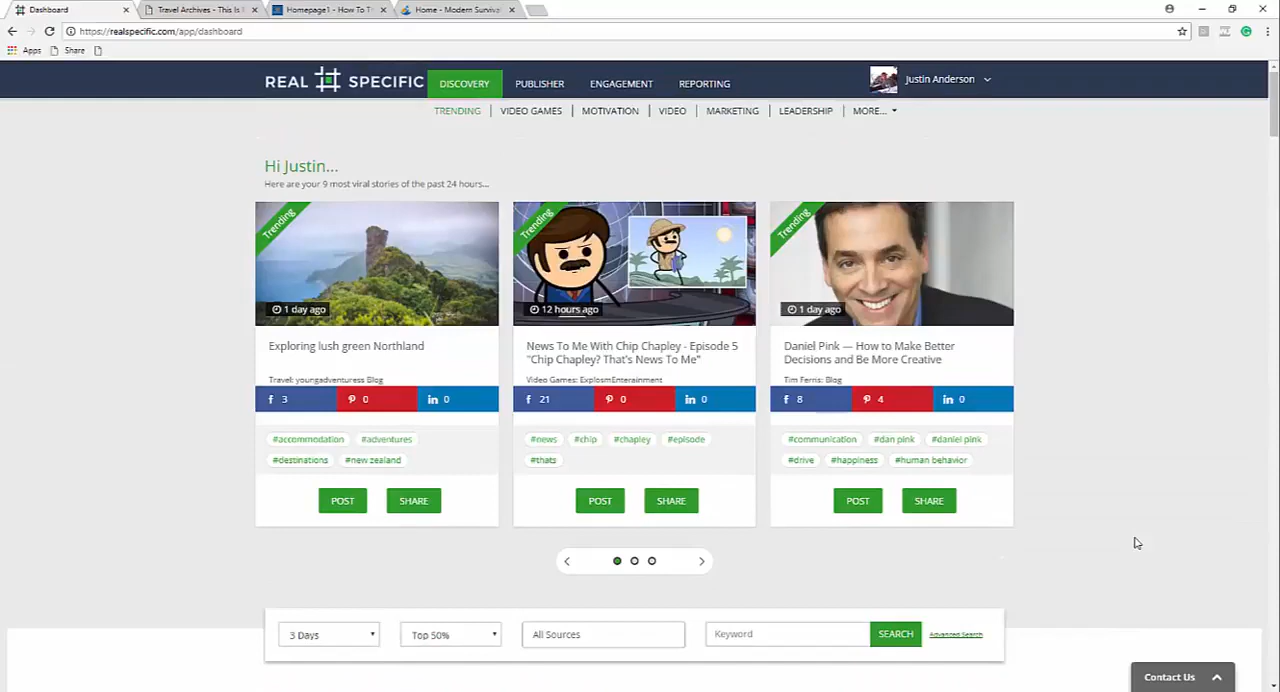 Dashboard
Travel Archives - This Is
Homepage1 - How To T
Home - Modern Surviva
https://realspecific.com/app/dashboard
Apps Share
REAL SPECIFIC DISCOVERY PUBLISHER ENGAGEMENT REPORTING Justin Anderson
TRENDING | VIDEO GAMES | MOTIVATION | VIDEO | MARKETING | LEADERSHIP | MORE...
Hi Justin...
Here are your 9 most viral stories of the past 24 hours...
Trending
1 day ago
Exploring lush green Northland
Travel: youngadventuress Blog
f 3 0 in 0
#accommodation #adventures
#destinations #new zealand
POST SHARE
Trending
12 hours ago
News To Me With Chip Chapley - Episode 5
"Chip Chapley? That's News To Me"
Video Games: ExplosmEnterainment
f 21 0 in 0
#news #chip #chapley #episode
#thats
POST SHARE
Trending
1 day ago
Daniel Pink — How to Make Better
Decisions and Be More Creative
Tim Ferris: Blog
f 8 4 in 0
#communication #dan pink #daniel pink
#drive #happiness #human behavior
POST SHARE
3 Days Top 50% All Sources Keyword SEARCH Advanced Search
Contact Us